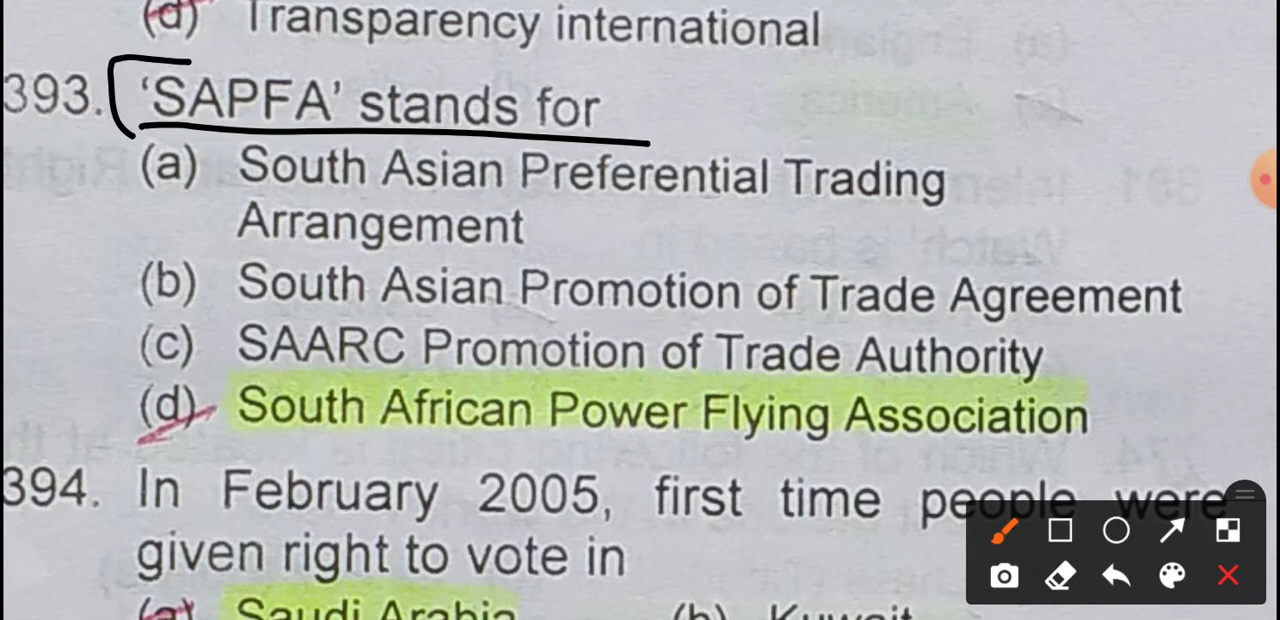 (d) Transparency international
393. 'SAPFA' stands for
(a) South Asian Preferential Trading
Arrangement
(b) South Asian Promotion of Trade Agreement
(c) SAARC Promotion of Trade Authority
(d) South African Power Flying Association
394. In February 2005, first time people were
given right to vote in
(a) Saudi Arabia (b) Kuwait